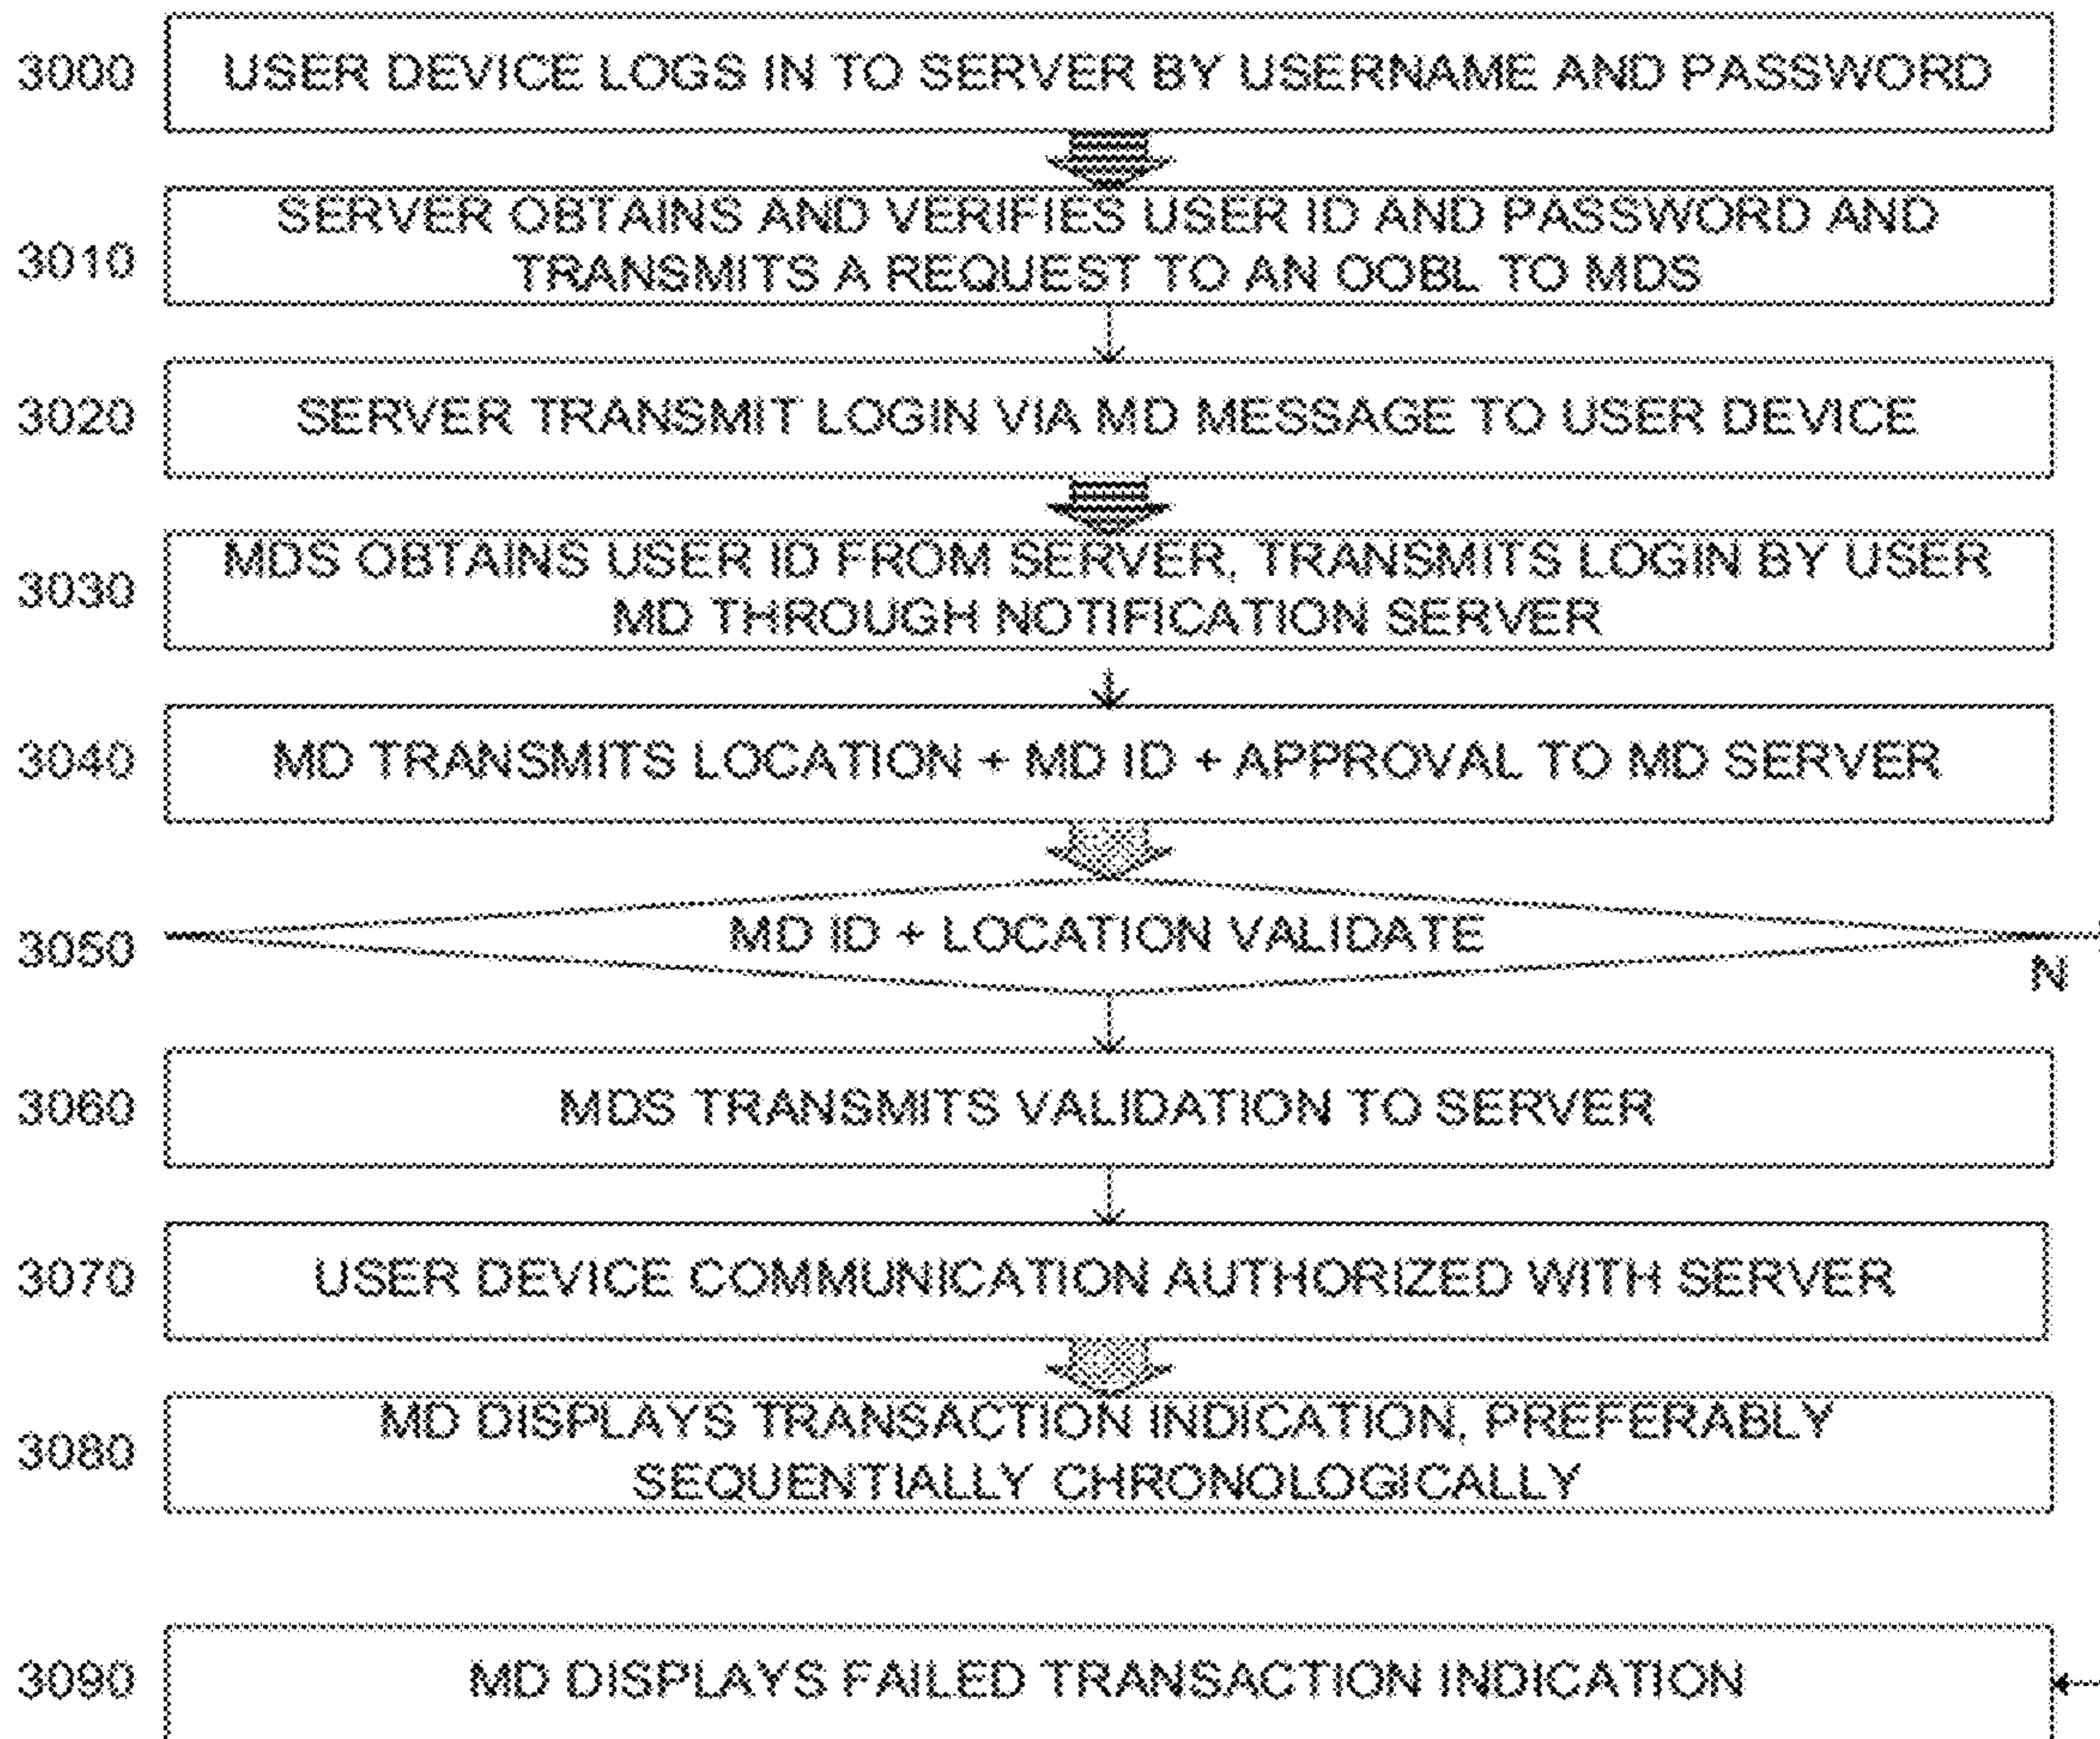 3000 USER DEVICE LOGS IN TO SERVER BY USERNAME AND PASSWORD
3010 SERVER OBTAINS AND VERIFIES USER ID AND PASSWORD AND
TRANSMITS A REQUEST TO AN OOBL TO MDS
3020 SERVER TRANSMIT LOGIN VIA MD MESSAGE TO USER DEVICE
3030 MDS OBTAINS USER ID FROM SERVER, TRANSMITS LOGIN BY USER
MD THROUGH NOTIFICATION SERVER
3040 MD TRANSMITS LOCATION + MD ID + APPROVAL TO MD SERVER
3050 MD ID + LOCATION VALIDATE
N
3060 MDS TRANSMITS VALIDATION TO SERVER
3070 USER DEVICE COMMUNICATION AUTHORIZED WITH SERVER
3080 MD DISPLAYS TRANSACTION INDICATION, PREFERABLY
SEQUENTIALLY CHRONOLOGICALLY
3090 MD DISPLAYS FAILED TRANSACTION INDICATION